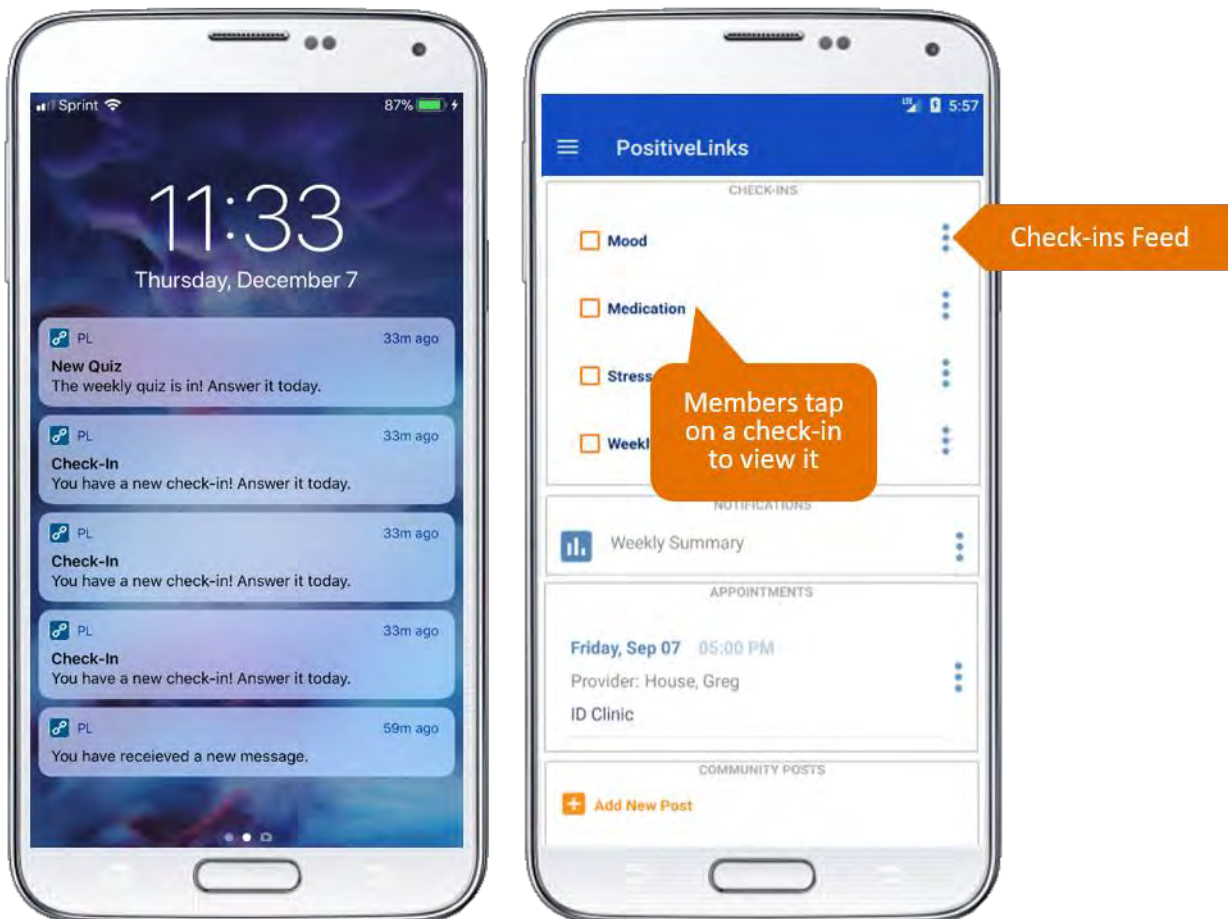 Sprint
87%
11:33
Thursday, December 7
PL
33m ago
New Quiz
The weekly quiz is in! Answer it today.
PL
33m ago
Check-In
You have a new check-in! Answer it today.
PL
33m ago
Check-In
You have a new check-in! Answer it today.
PL
33m ago
Check-In
You have a new check-in! Answer it today.
PL
59m ago
You have receieved a new message.
LTE
5:57
PositiveLinks
CHECK-INS
Mood
Check-ins Feed
Medication
Stress
Members tap
on a check-in
to view it
NOTIFICATIONS
Weekly Summary
APPOINTMENTS
Friday, Sep 07 05:00 PM
Provider: House, Greg
ID Clinic
COMMUNITY POSTS
Add New Post